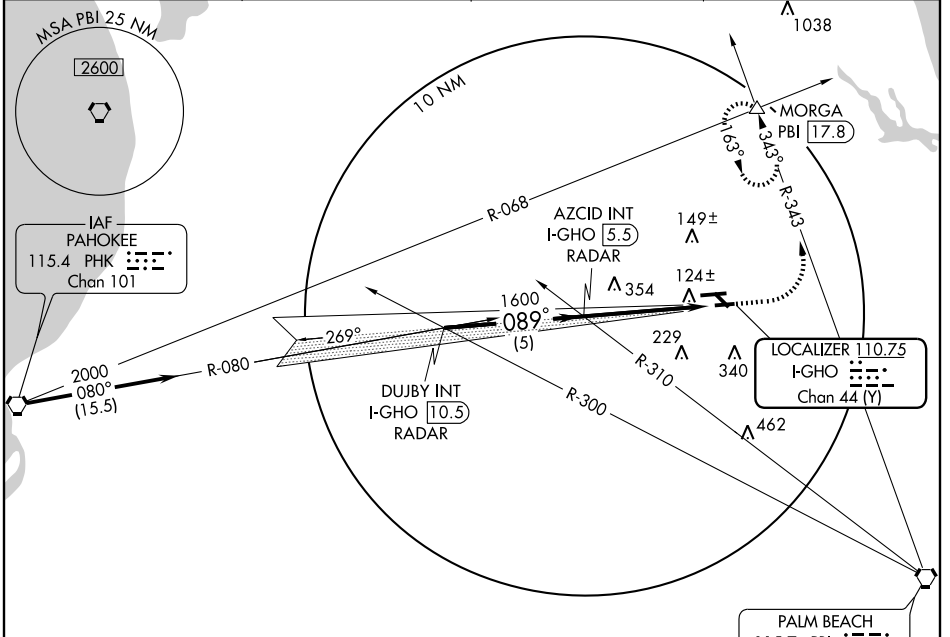 MSA PBI 25 NM
2600
1038
10 NM
MORGA
PBI 17.8
163°
343°
R-343
R-068
IAF
PAHOKEE
115.4 PHK
Chan 101
AZCID INT
I-GHO 5.5
RADAR
149±
354
124±
1600
089°
(5)
269°
2000
080°
(15.5)
R-080
229
340
R-310
R-300
DUJBY INT
I-GHO 10.5
RADAR
LOCALIZER 110.75
I-GHO
Chan 44 (Y)
462
PALM BEACH